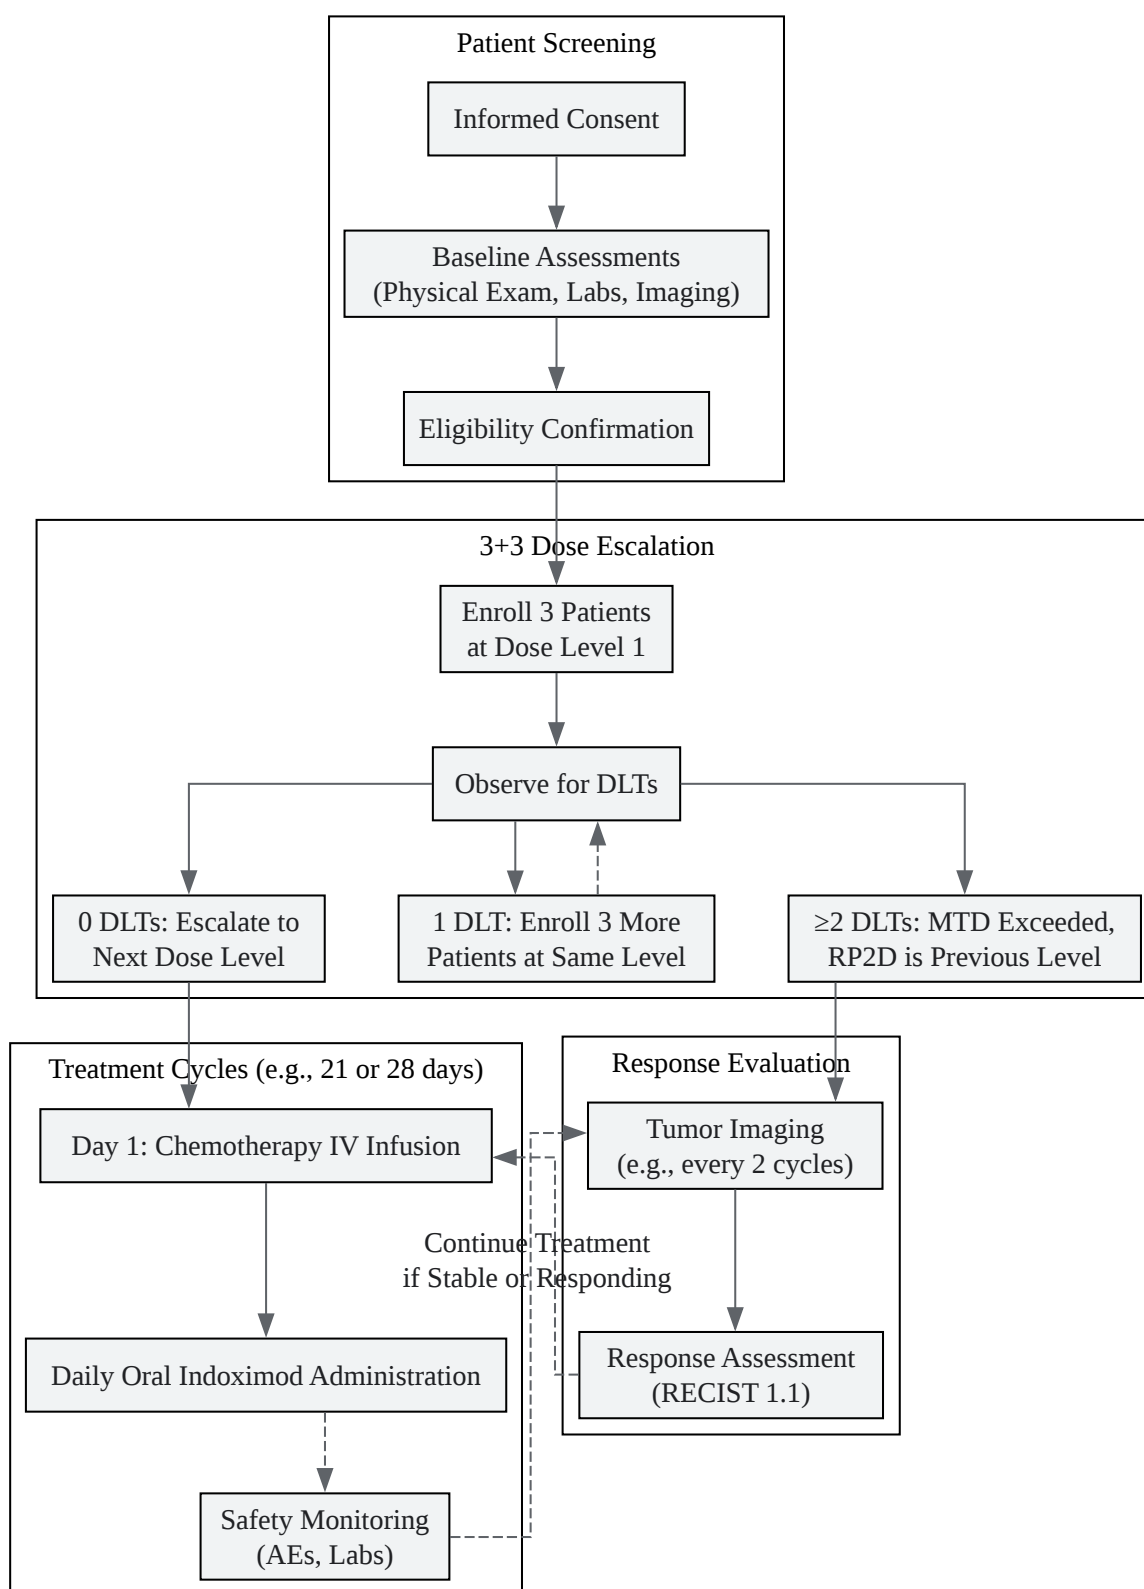 Patient Screening
Informed Consent
Baseline Assessments
(Physical Exam, Labs, Imaging)
Eligibility Confirmation
3+3 Dose Escalation
Enroll 3 Patients
at Dose Level 1
Observe for DLTs
0 DLTs: Escalate to
Next Dose Level
1 DLT: Enroll 3 More
Patients at Same Level
≥2 DLTs: MTD Exceeded,
RP2D is Previous Level
Treatment Cycles (e.g., 21 or 28 days)
Day 1: Chemotherapy IV Infusion
Daily Oral Indoximod Administration
Safety Monitoring
(AEs, Labs)
Continue Treatment
if Stable or Responding
Response Evaluation
Tumor Imaging
(e.g., every 2 cycles)
Response Assessment
(RECIST 1.1)